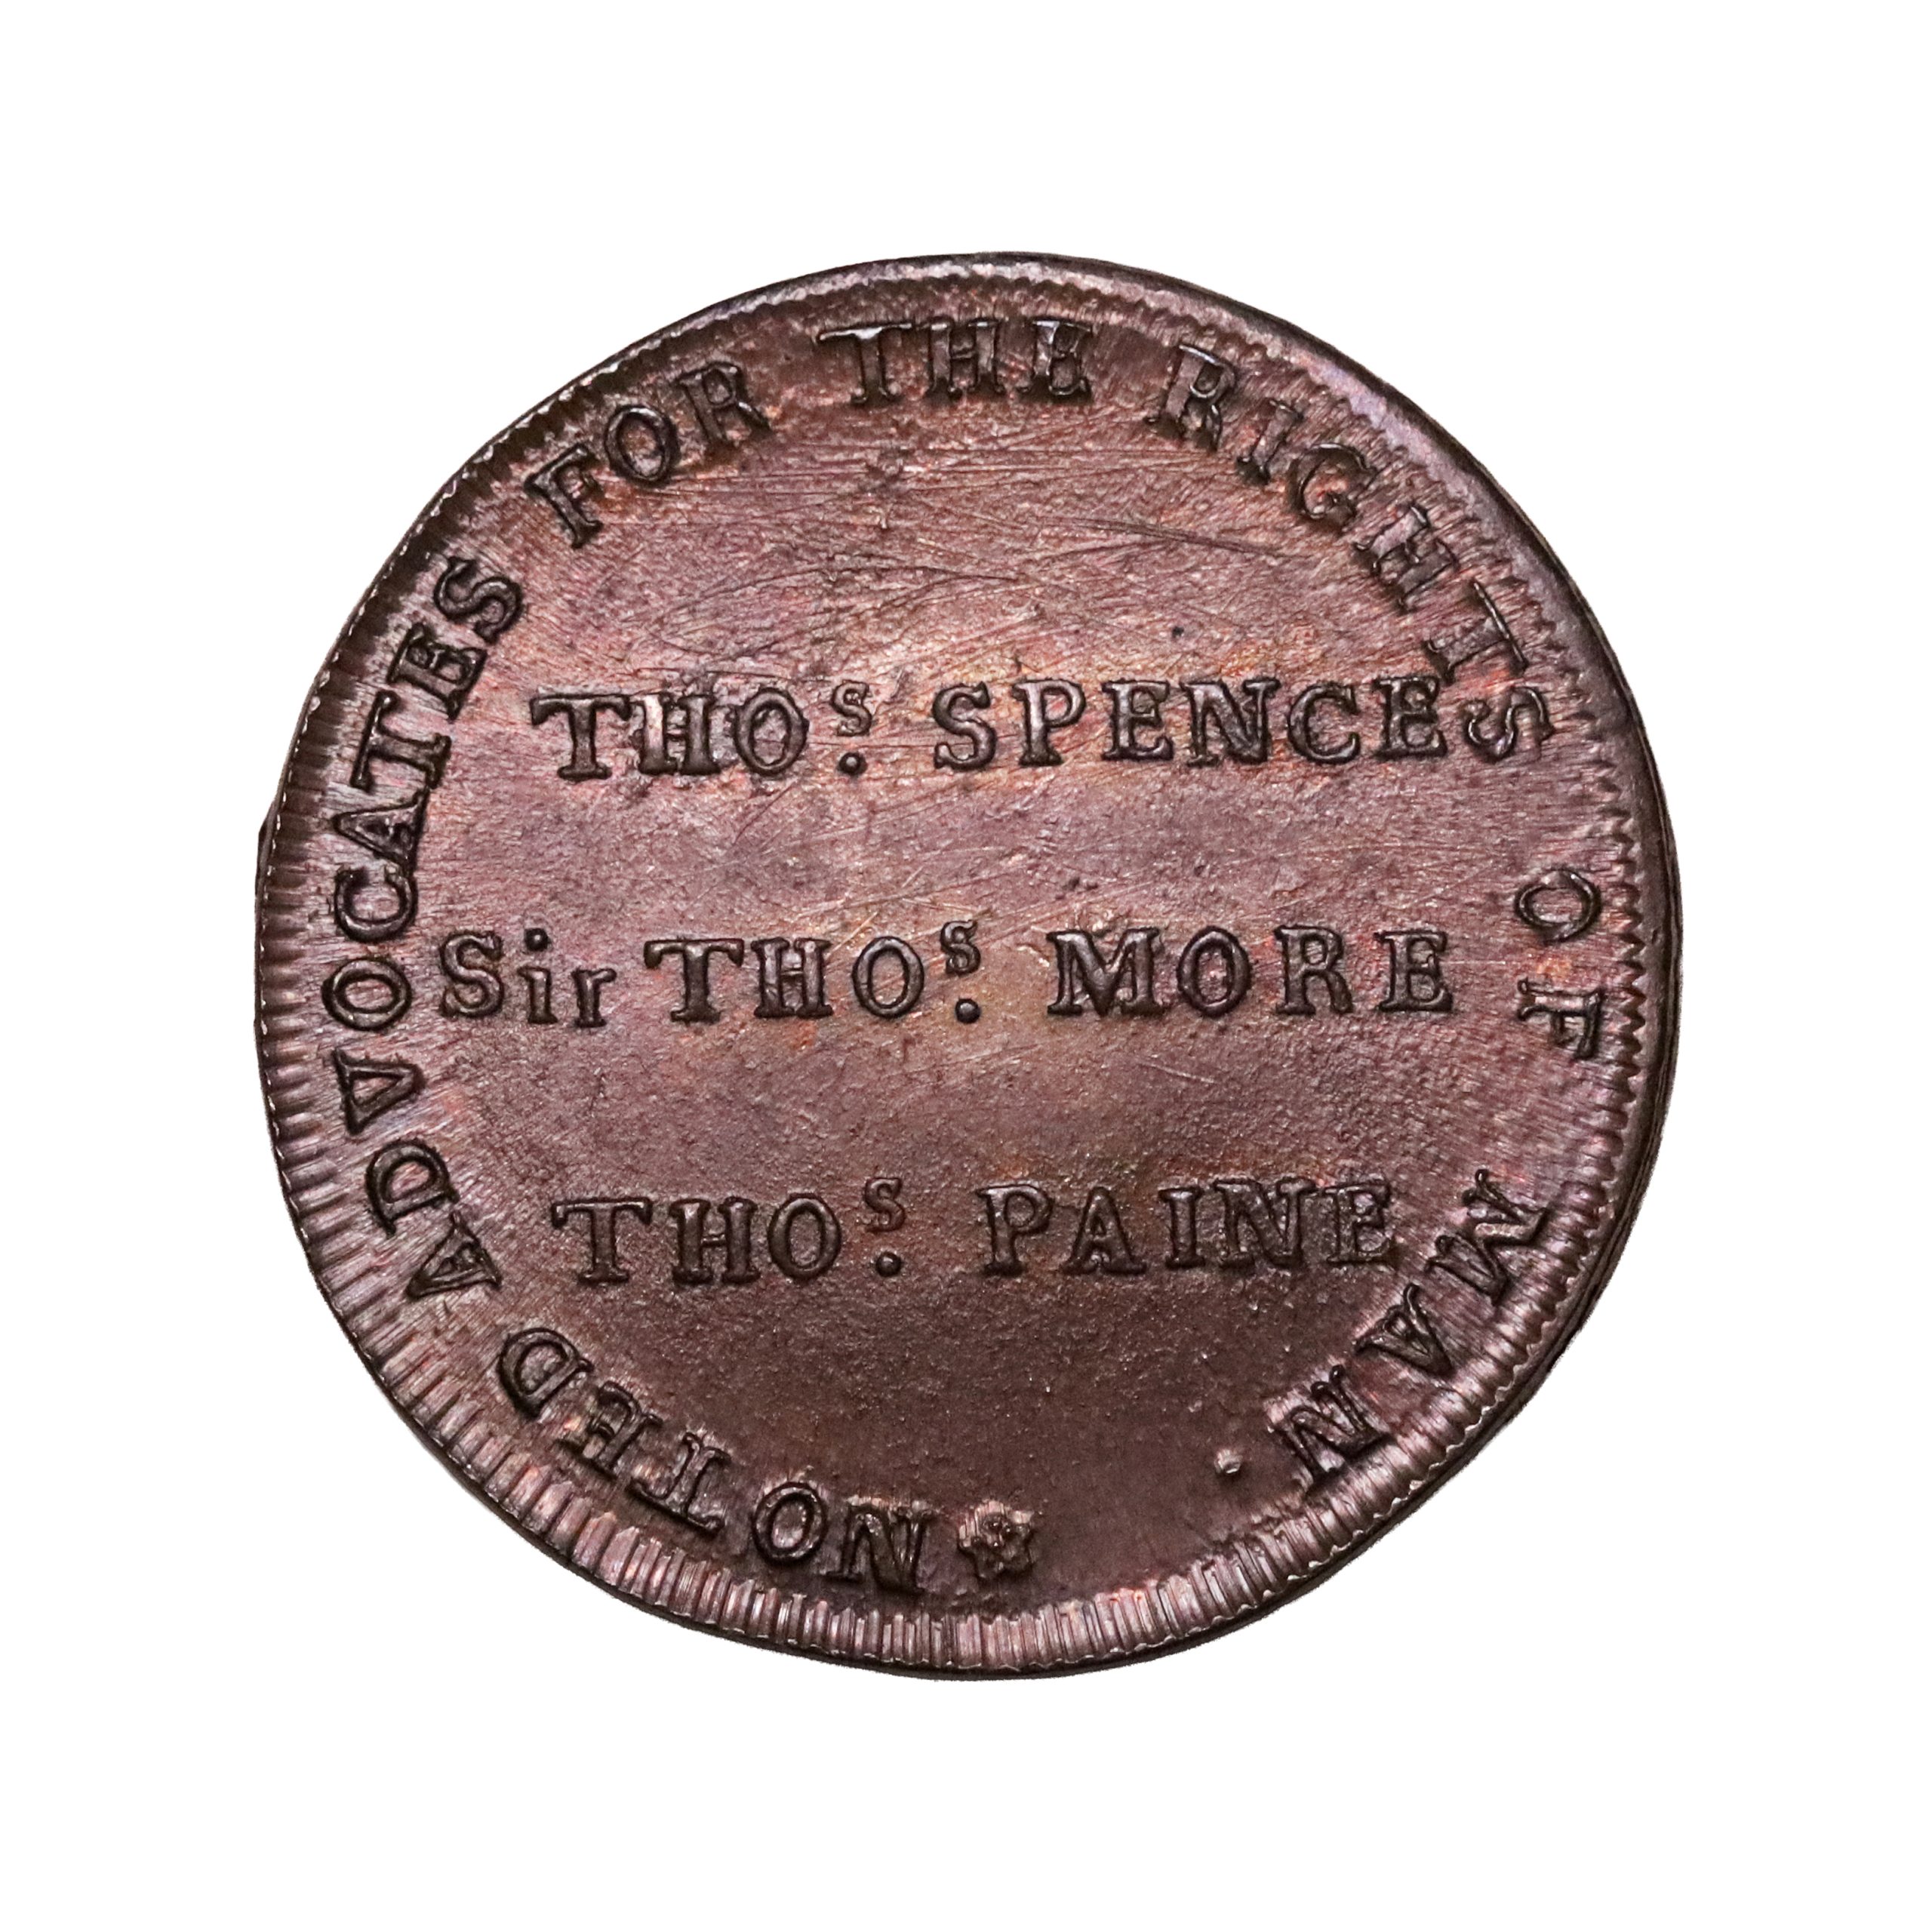 NOTED ADVOCATES FOR THE RIGHTS OF MAN.
THOS. SPENCE
Sir THOS. MORE
THOS. PAINE